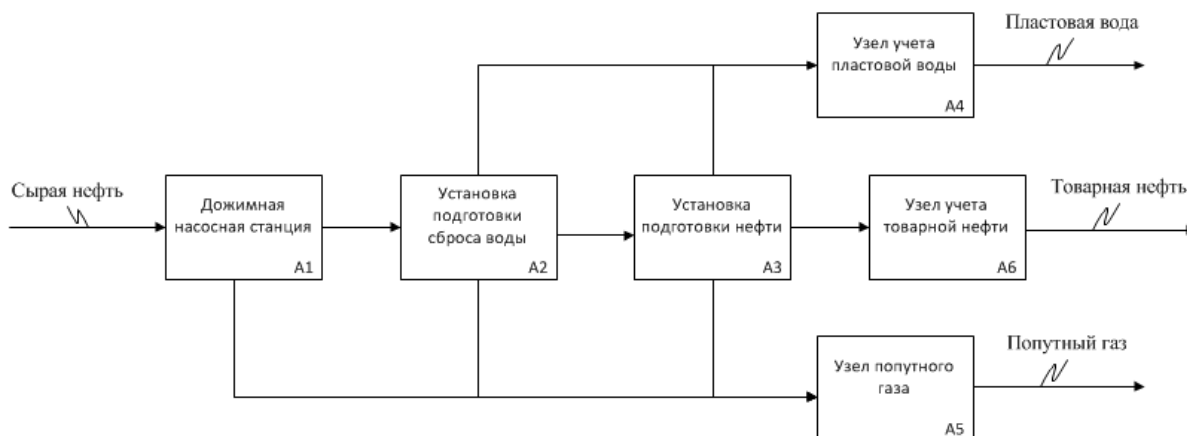 Пластовая вода
Узел учета
пластовой воды
A4
Сырая нефть
Дожимная
насосная станция
A1
Установка
подготовки
сброса воды
A2
Установка
подготовки нефти
A3
Узел учета
товарной нефти
A6
Товарная нефть
Узел попутного
газа
A5
Попутный газ